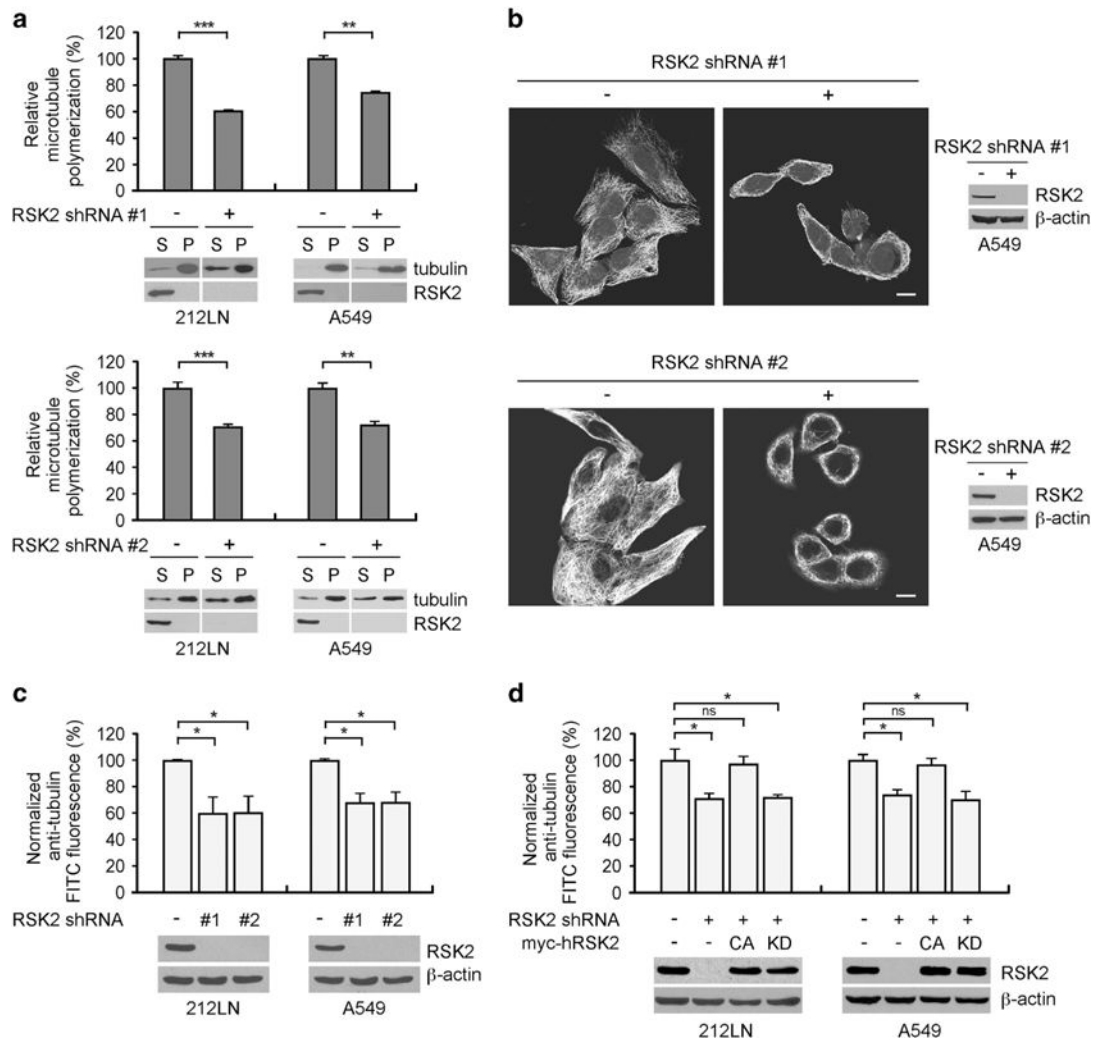 a
*** **
120
100
80
60
40
20
0
Relative microtubule polymerization (%)
RSK2 shRNA #1 - + - +
S P S P S P S P
tubulin
RSK2
212LN A549
*** **
120
100
80
60
40
20
0
Relative microtubule polymerization (%)
RSK2 shRNA #2 - + - +
S P S P S P S P
tubulin
RSK2
212LN A549
b
RSK2 shRNA #1
- +
RSK2 shRNA #1
- +
RSK2
β-actin
A549
RSK2 shRNA #2
- +
RSK2 shRNA #2
- +
RSK2
β-actin
A549
c
* *
* *
120
100
80
60
40
20
0
Normalized anti-tubulin FITC fluorescence (%)
RSK2 shRNA - #1 #2 - #1 #2
RSK2
β-actin
212LN A549
d
* *
ns ns
* *
120
100
80
60
40
20
0
Normalized anti-tubulin FITC fluorescence (%)
RSK2 shRNA - + + + - + + +
myc-hRSK2 - - CA KD - - CA KD
RSK2
β-actin
212LN A549